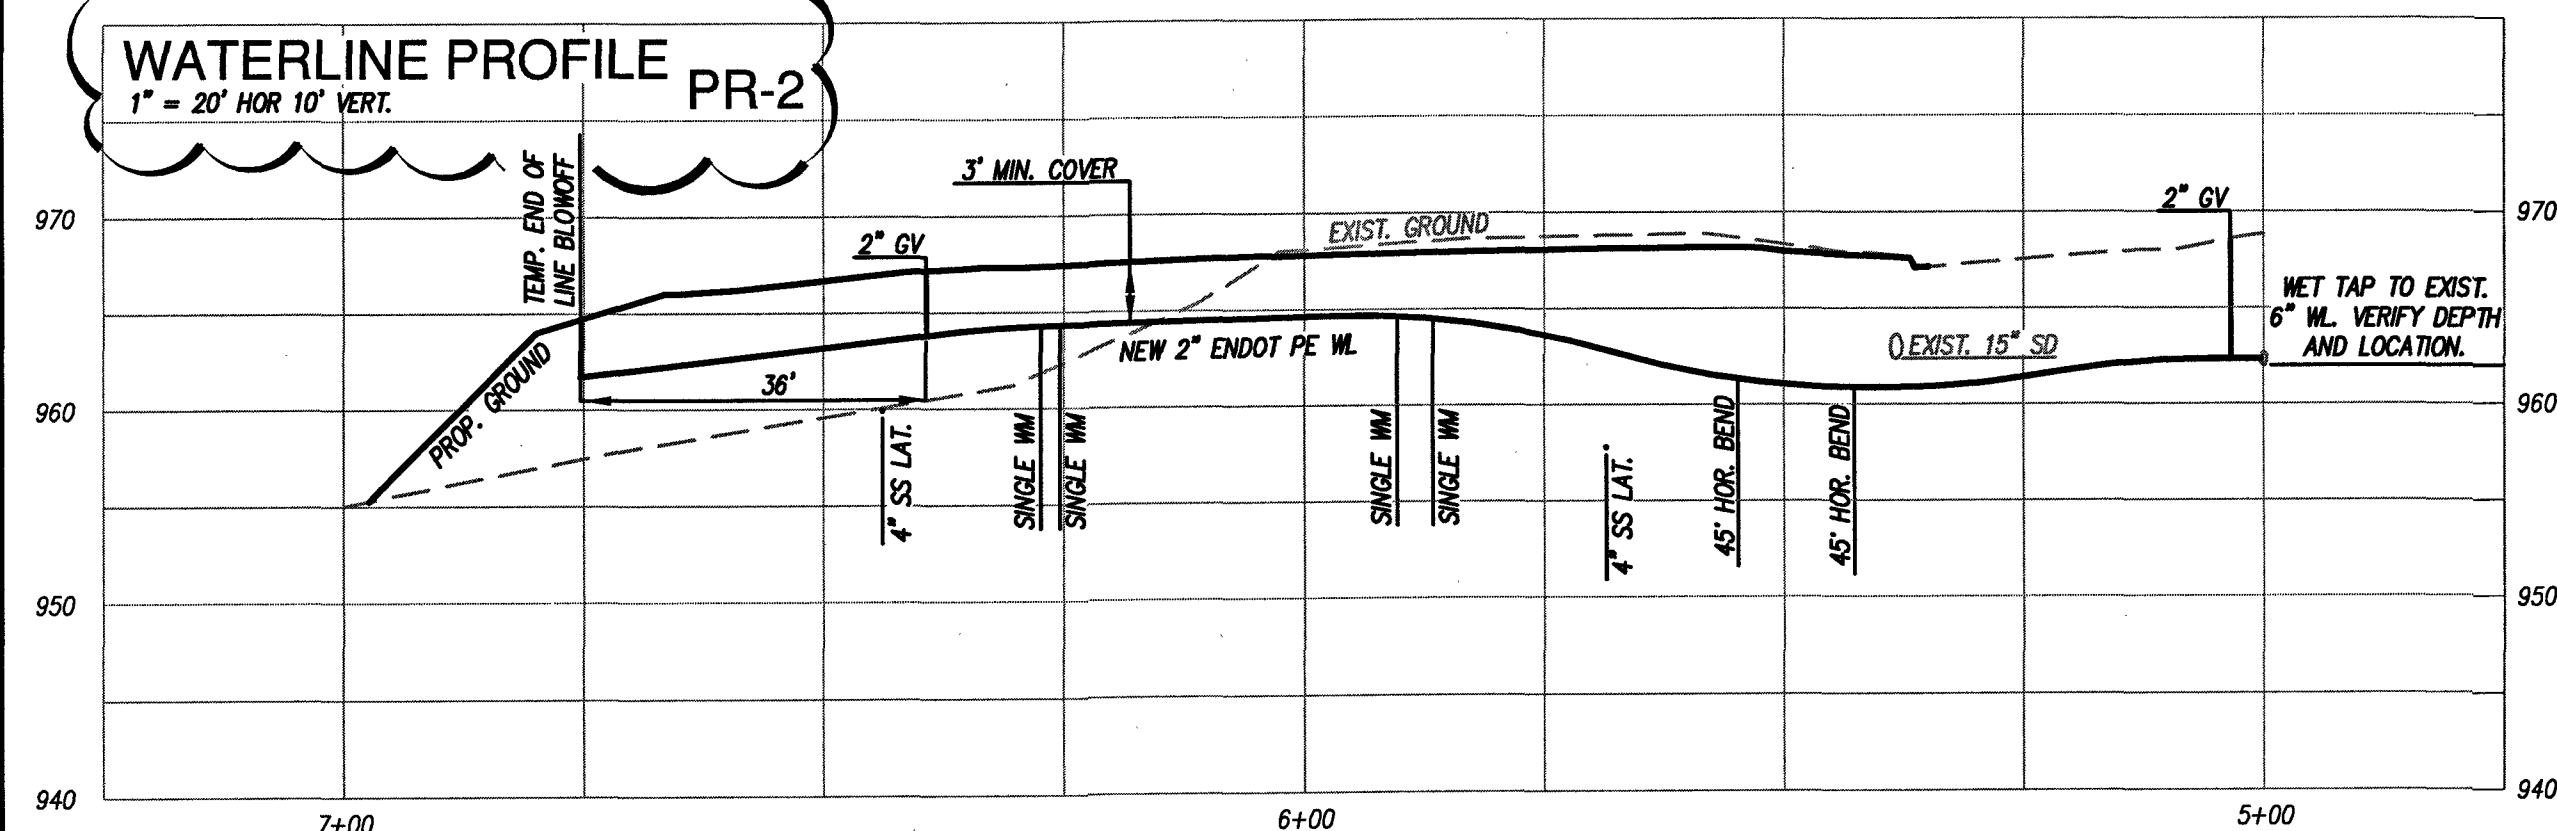 WATERLINE PROFILE
PR-2
1" = 20' HOR 10' VERT.
TEMP. END OF
LINE BLOWOFF
3' MIN. COVER
2" GV
970
2" GV
EXIST. GROUND
970
WET TAP TO EXIST.
6" WL. VERIFY DEPTH
AND LOCATION.
NEW 2" ENDOT PE WL
EXIST. 15" SD
PROP. GROUND
36'
960
960
4" SS LAT.
SINGLE WM
SINGLE WM
SINGLE WM
SINGLE WM
4" SS LAT.
45° HOR. BEND
45° HOR. BEND
950
950
940
940
7+00
6+00
5+00